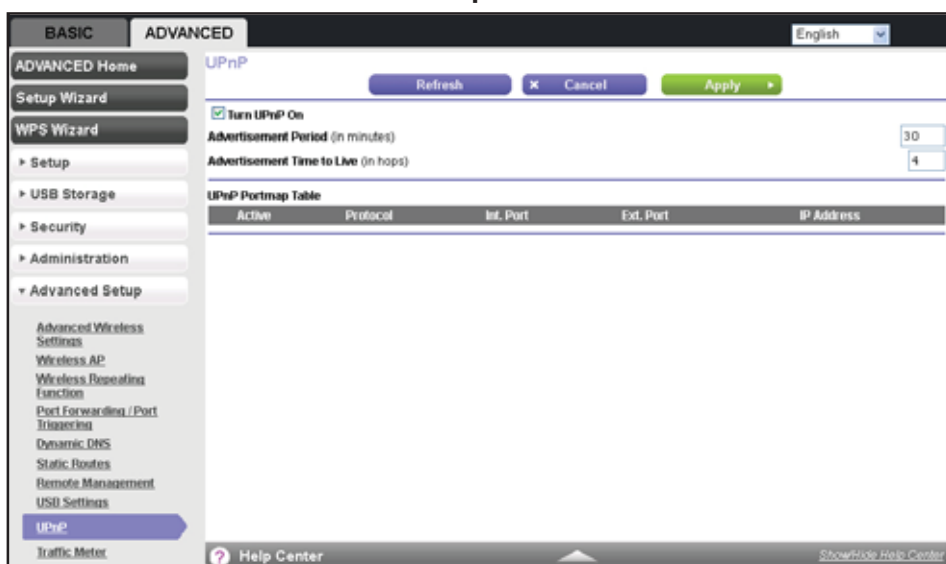 BASIC
ADVANCED
English
ADVANCED Home
Setup Wizard
WPS Wizard
Setup
USB Storage
Security
Administration
Advanced Setup
Advanced Wireless
Settings
Wireless AP
Wireless Repeating
Function
Port Forwarding / Port
Triggering
Dynamic DNS
Static Routes
Remote Management
USB Settings
UPnP
Traffic Meter
UPnP
Refresh
Cancel
Apply
Turn UPnP On
Advertisement Period (in minutes) 30
Advertisement Time to Live (in hops) 4
UPnP Portmap Table
Active Protocol Int. Port Ext. Port IP Address
Help Center
Show/Hide Help Center